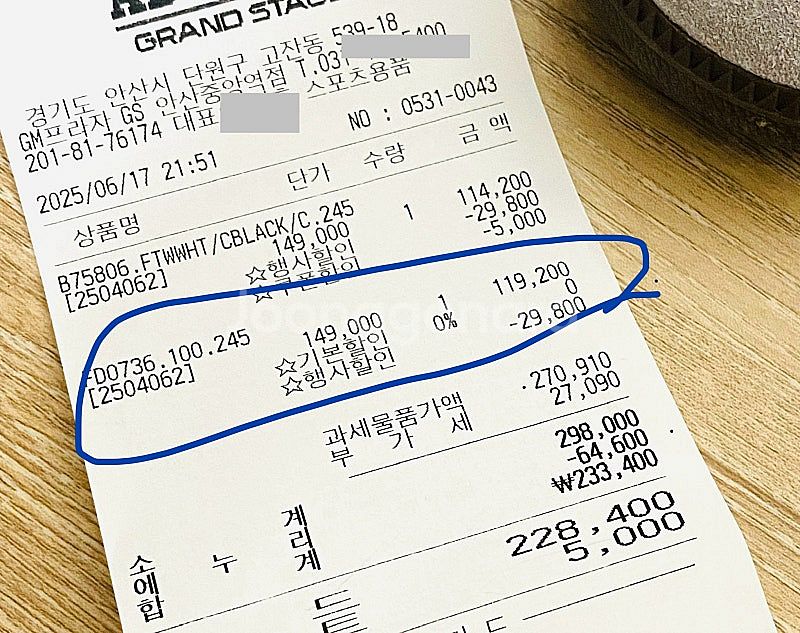 GRAND STAGE
경기도 안산시 단원구 고잔동 539-18
GM프라자 GS 안산중앙역점 T.031 5400
201-81-76174 대표 스포츠용품
NO : 0531-0043
2025/06/17 21:51
상품명 단가 수량 금 액
B75806.FTWWHT/CBLACK/C.245
[2504062] 149,000 1 114,200
☆행사할인 -29,800
☆쿠폰할인 -5,000
FD0736.100.245
[2504062] 149,000 1 119,200
☆기본할인 0% 0
☆행사할인 -29,800
과세물품가액 270,910
부 가 세 27,090
소 계 298,000
에 누 리 -64,600
합 계 ₩233,400
228,400
5,000